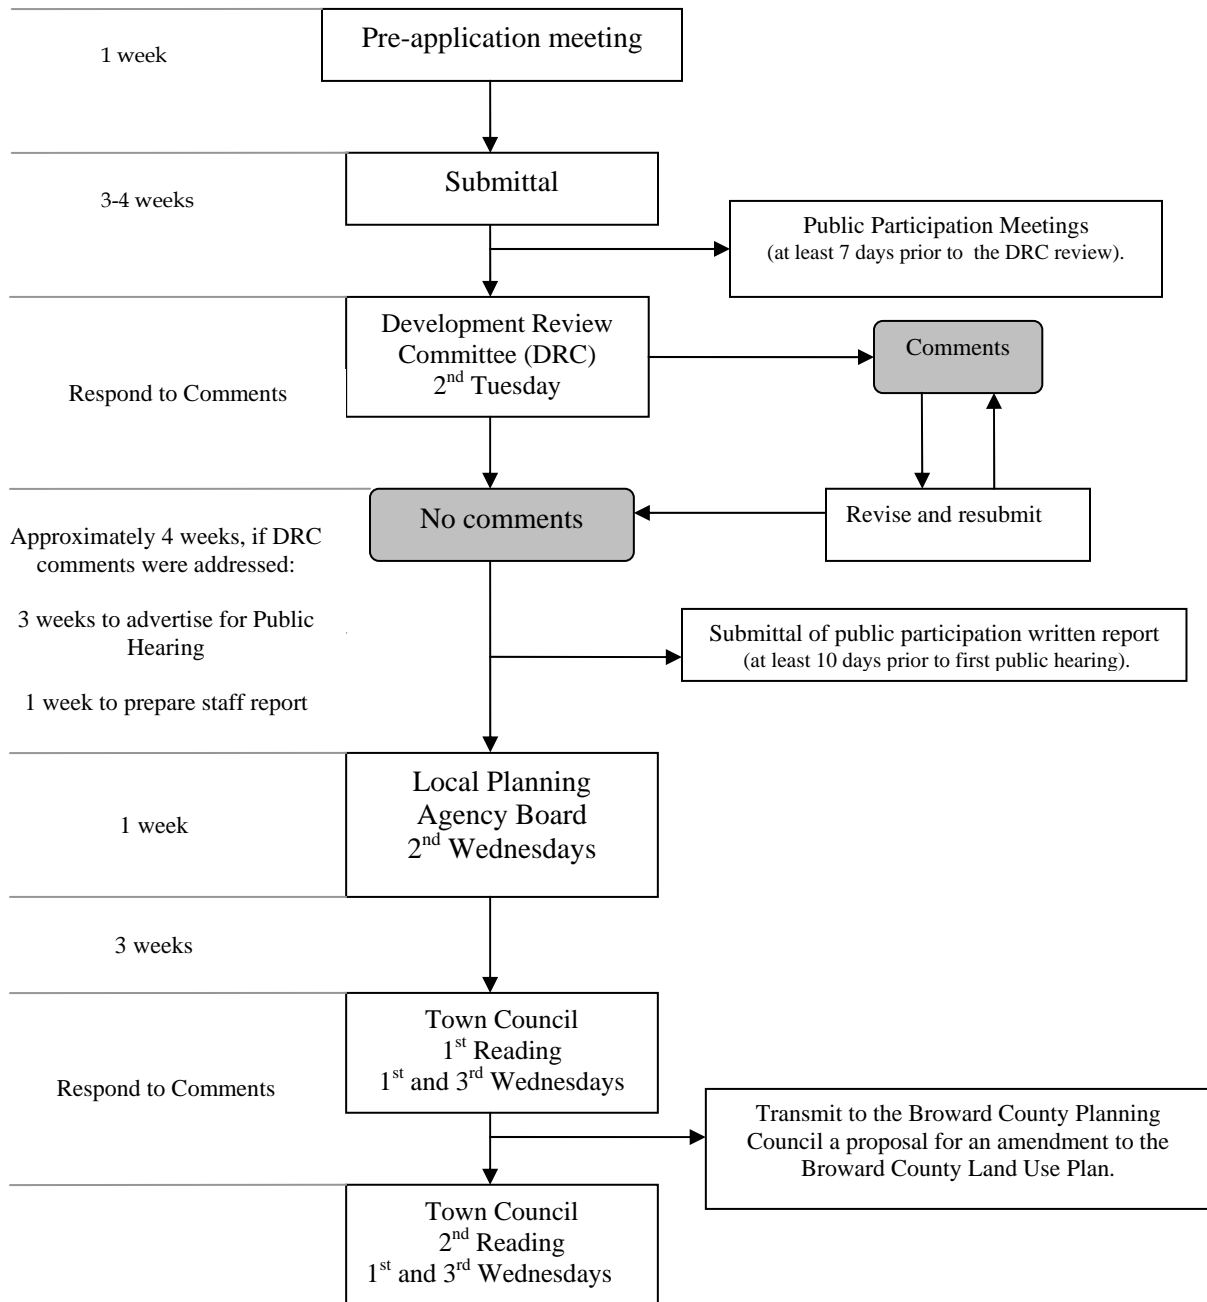 Pre-application meeting
1 week
Submittal
3-4 weeks
Public Participation Meetings
(at least 7 days prior to the DRC review).
Development Review
Committee (DRC)
2nd Tuesday
Comments
Respond to Comments
No comments
Revise and resubmit
Approximately 4 weeks, if DRC
comments were addressed:
3 weeks to advertise for Public
Hearing
1 week to prepare staff report
Submittal of public participation written report
(at least 10 days prior to first public hearing).
Local Planning
Agency Board
2nd Wednesdays
1 week
3 weeks
Town Council
1st Reading
1st and 3rd Wednesdays
Respond to Comments
Transmit to the Broward County Planning
Council a proposal for an amendment to the
Broward County Land Use Plan.
Town Council
2nd Reading
1st and 3rd Wednesdays